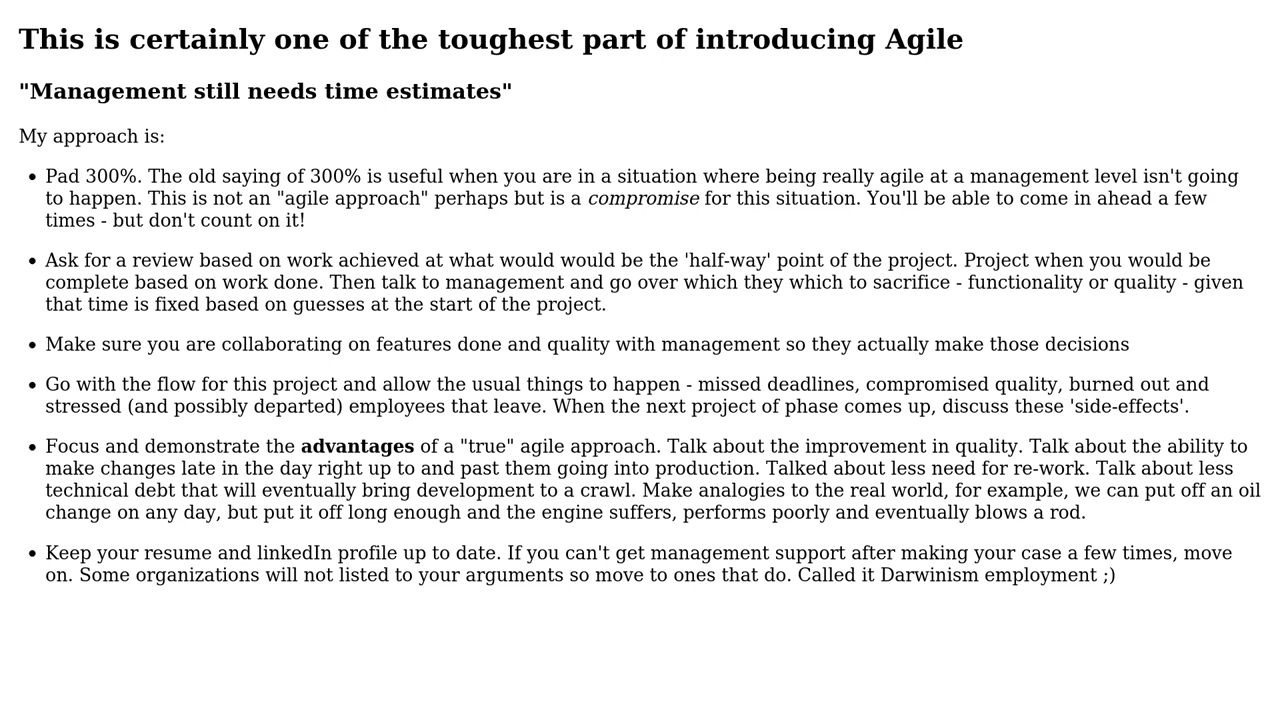 This is certainly one of the toughest part of introducing Agile
"Management still needs time estimates"
My approach is:
• Pad 300%. The old saying of 300% is useful when you are in a situation where being really agile at a management level isn't going
to happen. This is not an "agile approach" perhaps but is a compromise for this situation. You'll be able to come in ahead a few
times - but don't count on it!
• Ask for a review based on work achieved at what would would be the 'half-way' point of the project. Project when you would be
complete based on work done. Then talk to management and go over which they which to sacrifice - functionality or quality - given
that time is fixed based on guesses at the start of the project.
• Make sure you are collaborating on features done and quality with management so they actually make those decisions
• Go with the flow for this project and allow the usual things to happen - missed deadlines, compromised quality, burned out and
stressed (and possibly departed) employees that leave. When the next project of phase comes up, discuss these 'side-effects'.
• Focus and demonstrate the advantages of a "true" agile approach. Talk about the improvement in quality. Talk about the ability to
make changes late in the day right up to and past them going into production. Talked about less need for re-work. Talk about less
technical debt that will eventually bring development to a crawl. Make analogies to the real world, for example, we can put off an oil
change on any day, but put it off long enough and the engine suffers, performs poorly and eventually blows a rod.
• Keep your resume and linkedIn profile up to date. If you can't get management support after making your case a few times, move
on. Some organizations will not listed to your arguments so move to ones that do. Called it Darwinism employment ;)